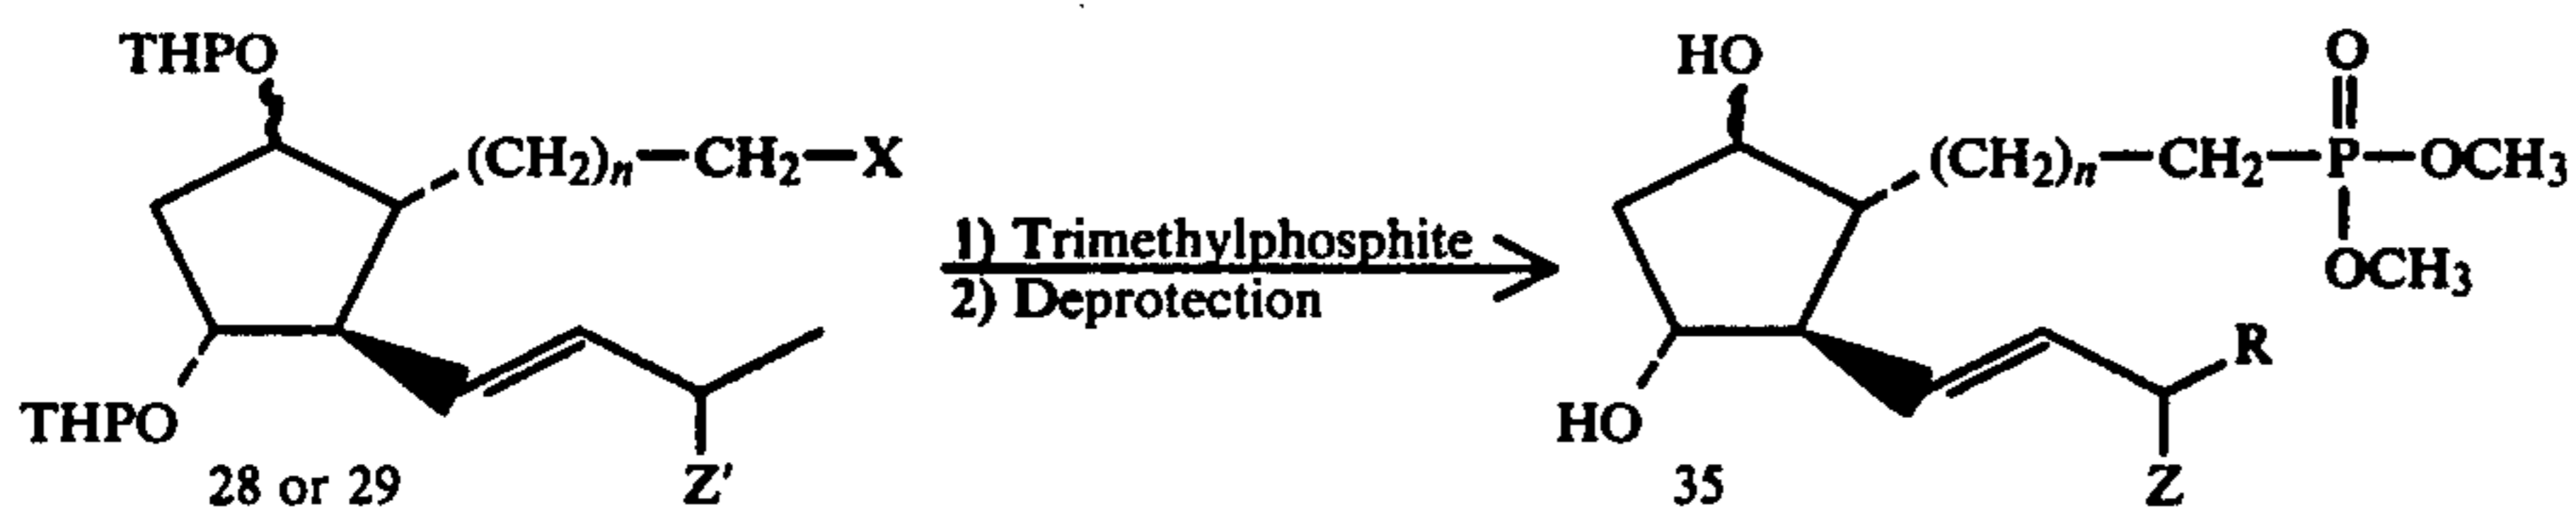 THPO
(CH2)n—CH2—X
THPO
Z'
28 or 29
1) Trimethylphosphite
2) Deprotection
HO
O
(CH2)n—CH2—P—OCH3
OCH3
R
HO
Z
35